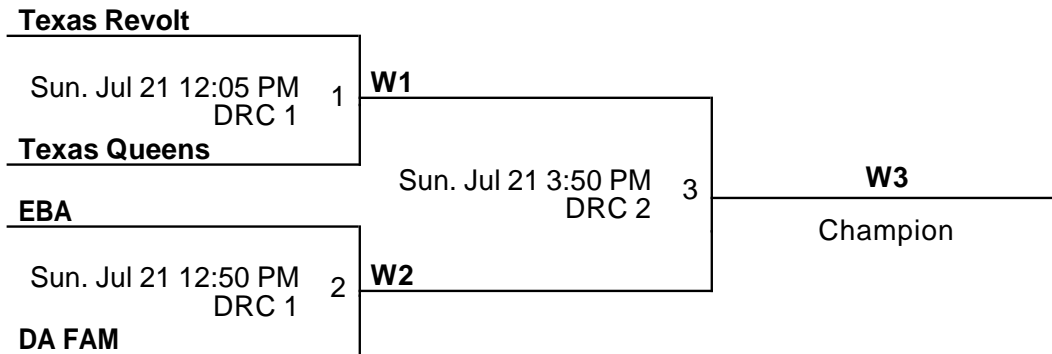 Texas Revolt
Sun. Jul 21 12:05 PM
DRC 1
1
W1
Texas Queens
Sun. Jul 21 3:50 PM
DRC 2
3
W3
Champion
EBA
Sun. Jul 21 12:50 PM
DRC 1
2
W2
DA FAM